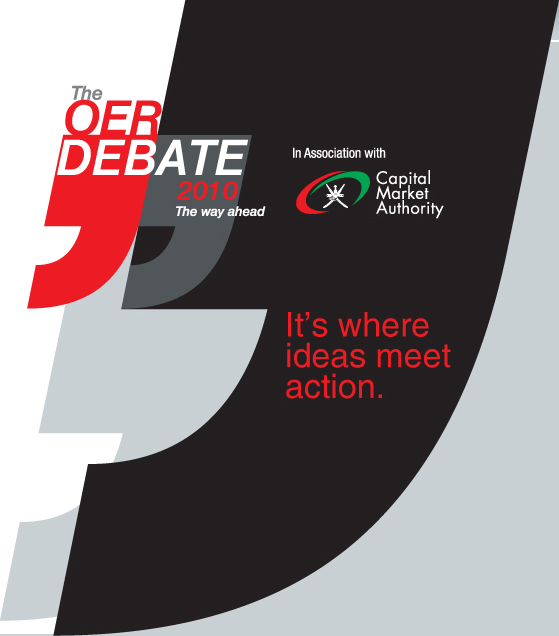 The
OER
DEBATE
2010
The way ahead
In Association with
Capital
Market
Authority
It's where
ideas meet
action.